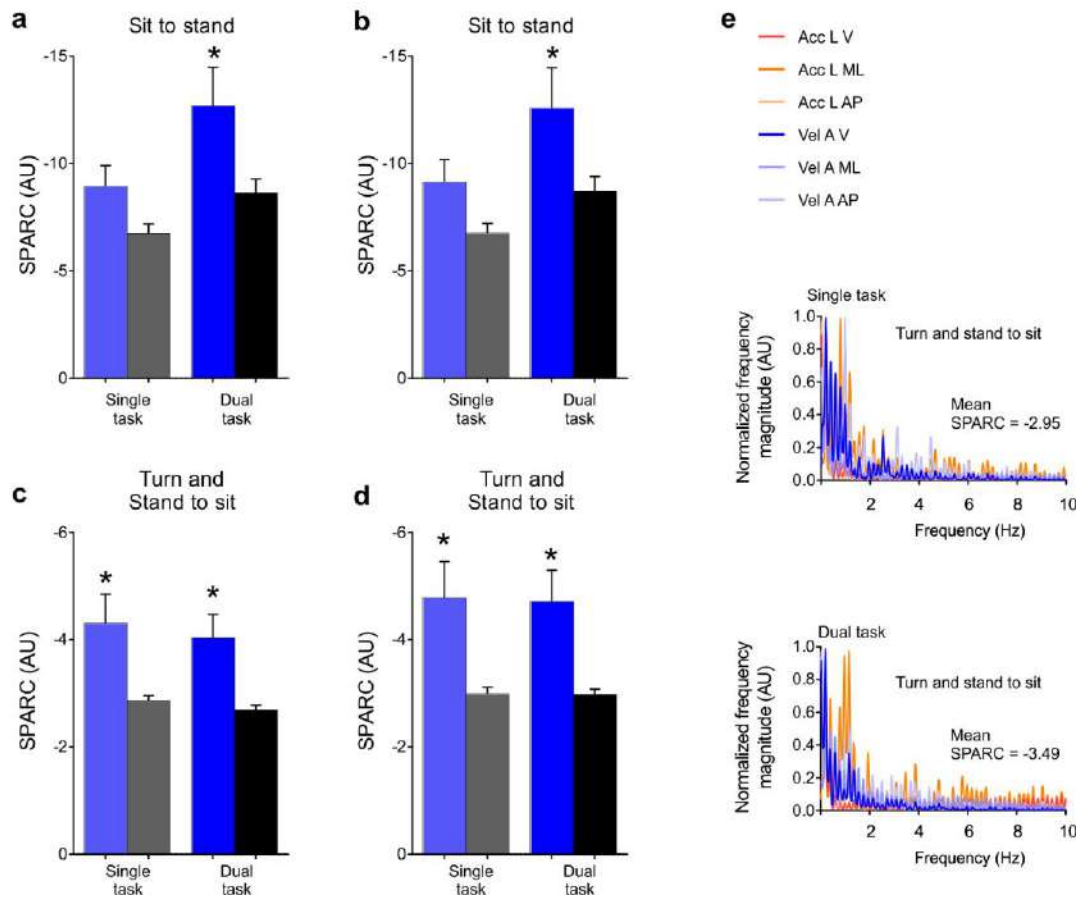 a
Sit to stand
SPARC (AU)
-15
-10
-5
0
*
Single
task
Dual
task
b
Sit to stand
SPARC (AU)
-15
-10
-5
0
*
Single
task
Dual
task
c
Turn and
Stand to sit
SPARC (AU)
-6
-4
-2
0
*
*
Single
task
Dual
task
d
Turn and
Stand to sit
SPARC (AU)
-6
-4
-2
0
*
*
Single
task
Dual
task
e
Acc L V
Acc L ML
Acc L AP
Vel A V
Vel A ML
Vel A AP
Single task
Turn and stand to sit
Mean
SPARC = -2.95
Normalized frequency
magnitude (AU)
1.0
0.8
0.6
0.4
0.2
0.0
2 4 6 8 10
Frequency (Hz)
Dual task
Turn and stand to sit
Mean
SPARC = -3.49
Normalized frequency
magnitude (AU)
1.0
0.8
0.6
0.4
0.2
0.0
2 4 6 8 10
Frequency (Hz)